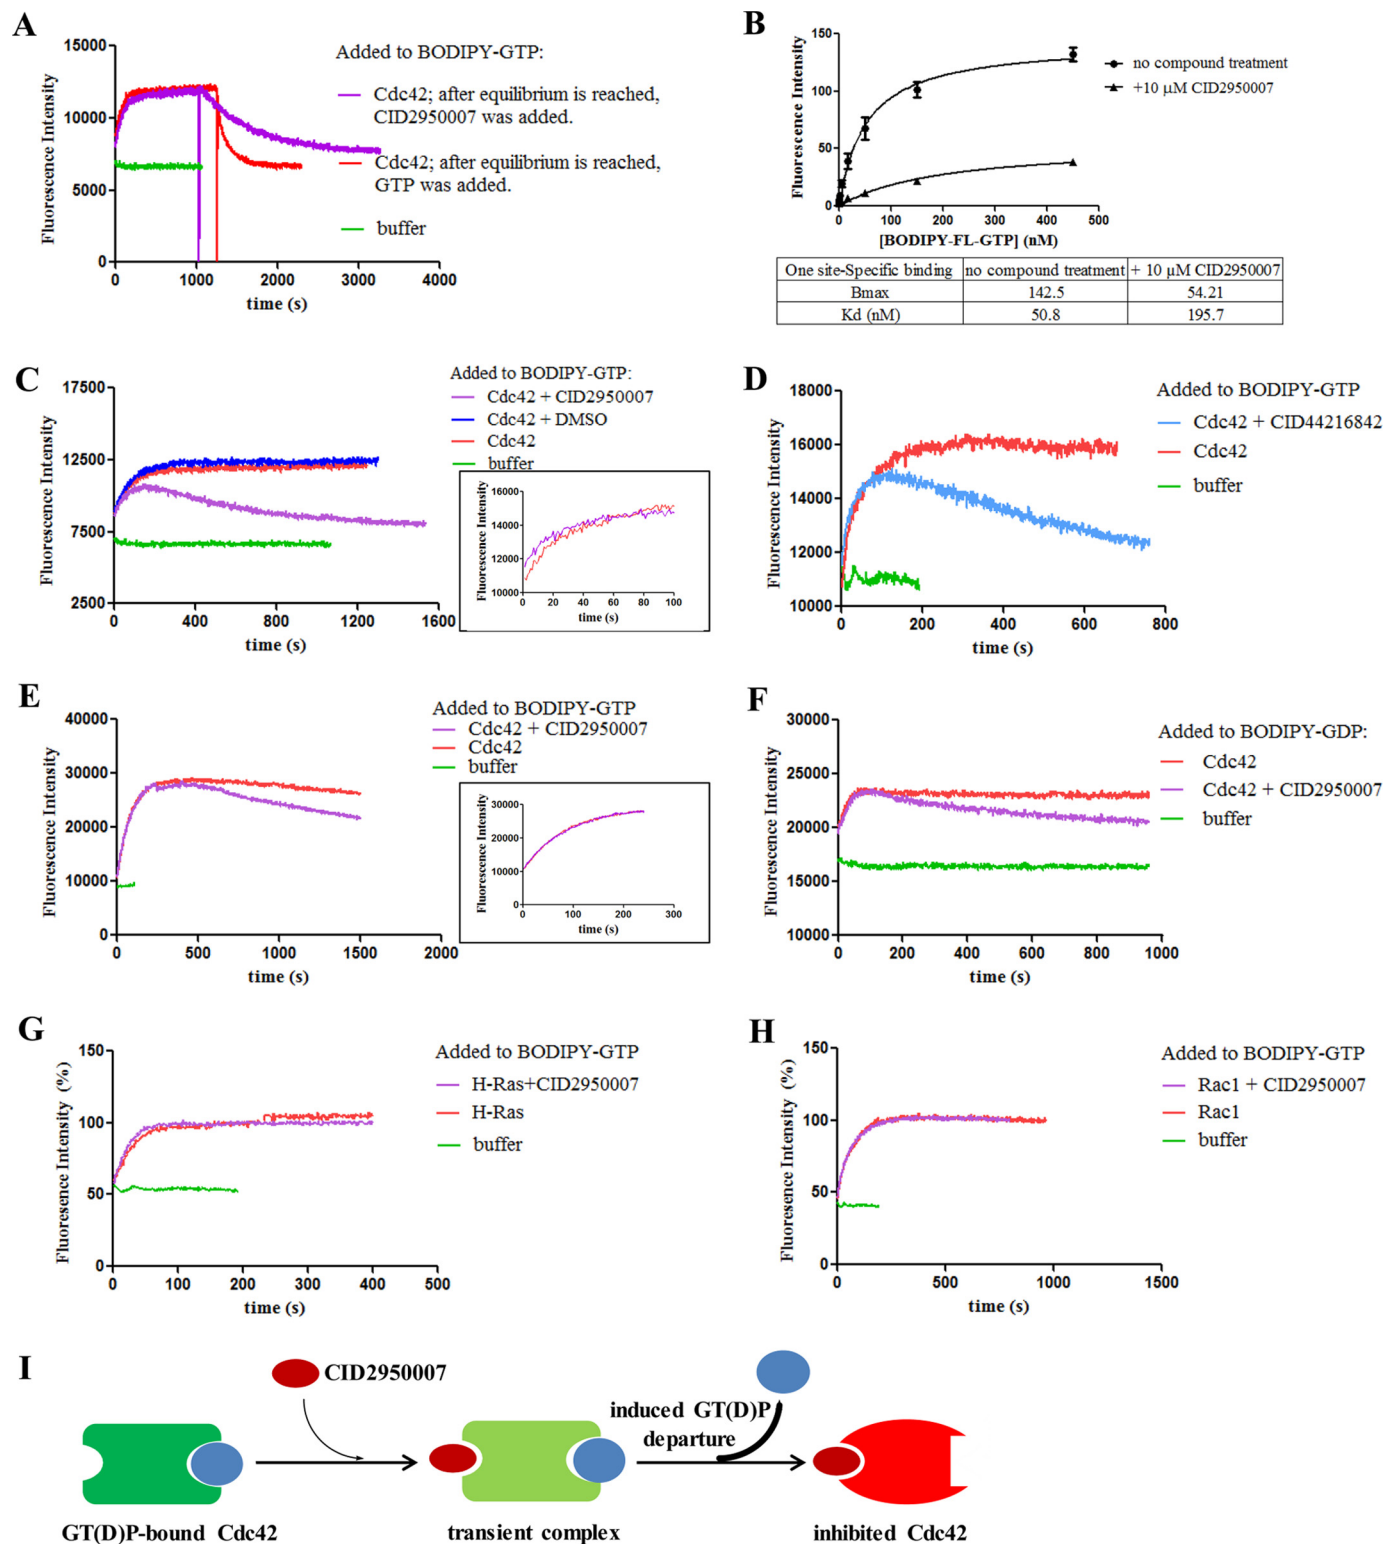 A
Fluorescence Intensity
15000
10000
5000
0
0 1000 2000 3000 4000
time (s)
Added to BODIPY-GTP:
Cdc42; after equilibrium is reached,
CID2950007 was added.
Cdc42; after equilibrium is reached,
GTP was added.
buffer
B
Fluorescence Intensity
150
100
50
0
0 100 200 300 400 500
[BODIPY-FL-GTP] (nM)
no compound treatment
+10 µM CID2950007
One site-Specific binding no compound treatment + 10 µM CID2950007
Bmax 142.5 54.21
Kd (nM) 50.8 195.7
C
Fluorescence Intensity
17500
12500
7500
2500
0 400 800 1200 1600
time (s)
Added to BODIPY-GTP:
Cdc42 + CID2950007
Cdc42 + DMSO
Cdc42
buffer
Fluorescence Intensity
16000
14000
12000
10000
0 20 40 60 80 100
time (s)
D
Fluorescence Intensity
18000
16000
14000
12000
10000
0 200 400 600 800
time (s)
Added to BODIPY-GTP
Cdc42 + CID44216842
Cdc42
buffer
E
Fluorescence Intensity
40000
30000
20000
10000
0
0 500 1000 1500 2000
time (s)
Added to BODIPY-GTP
Cdc42 + CID2950007
Cdc42
buffer
Fluorescence Intensity
30000
20000
10000
0
0 100 200 300
time (s)
F
Fluorescence Intensity
30000
25000
20000
15000
10000
0 200 400 600 800 1000
time (s)
Added to BODIPY-GDP:
Cdc42
Cdc42 + CID2950007
buffer
G
Fluoresence Intensity (%)
150
100
50
0
0 100 200 300 400 500
time (s)
Added to BODIPY-GTP
H-Ras+CID2950007
H-Ras
buffer
H
Fluoresence Intensity (%)
150
100
50
0
0 500 1000 1500
time (s)
Added to BODIPY-GTP
Rac1 + CID2950007
Rac1
buffer
I
CID2950007
induced GT(D)P
departure
GT(D)P-bound Cdc42
transient complex
inhibited Cdc42